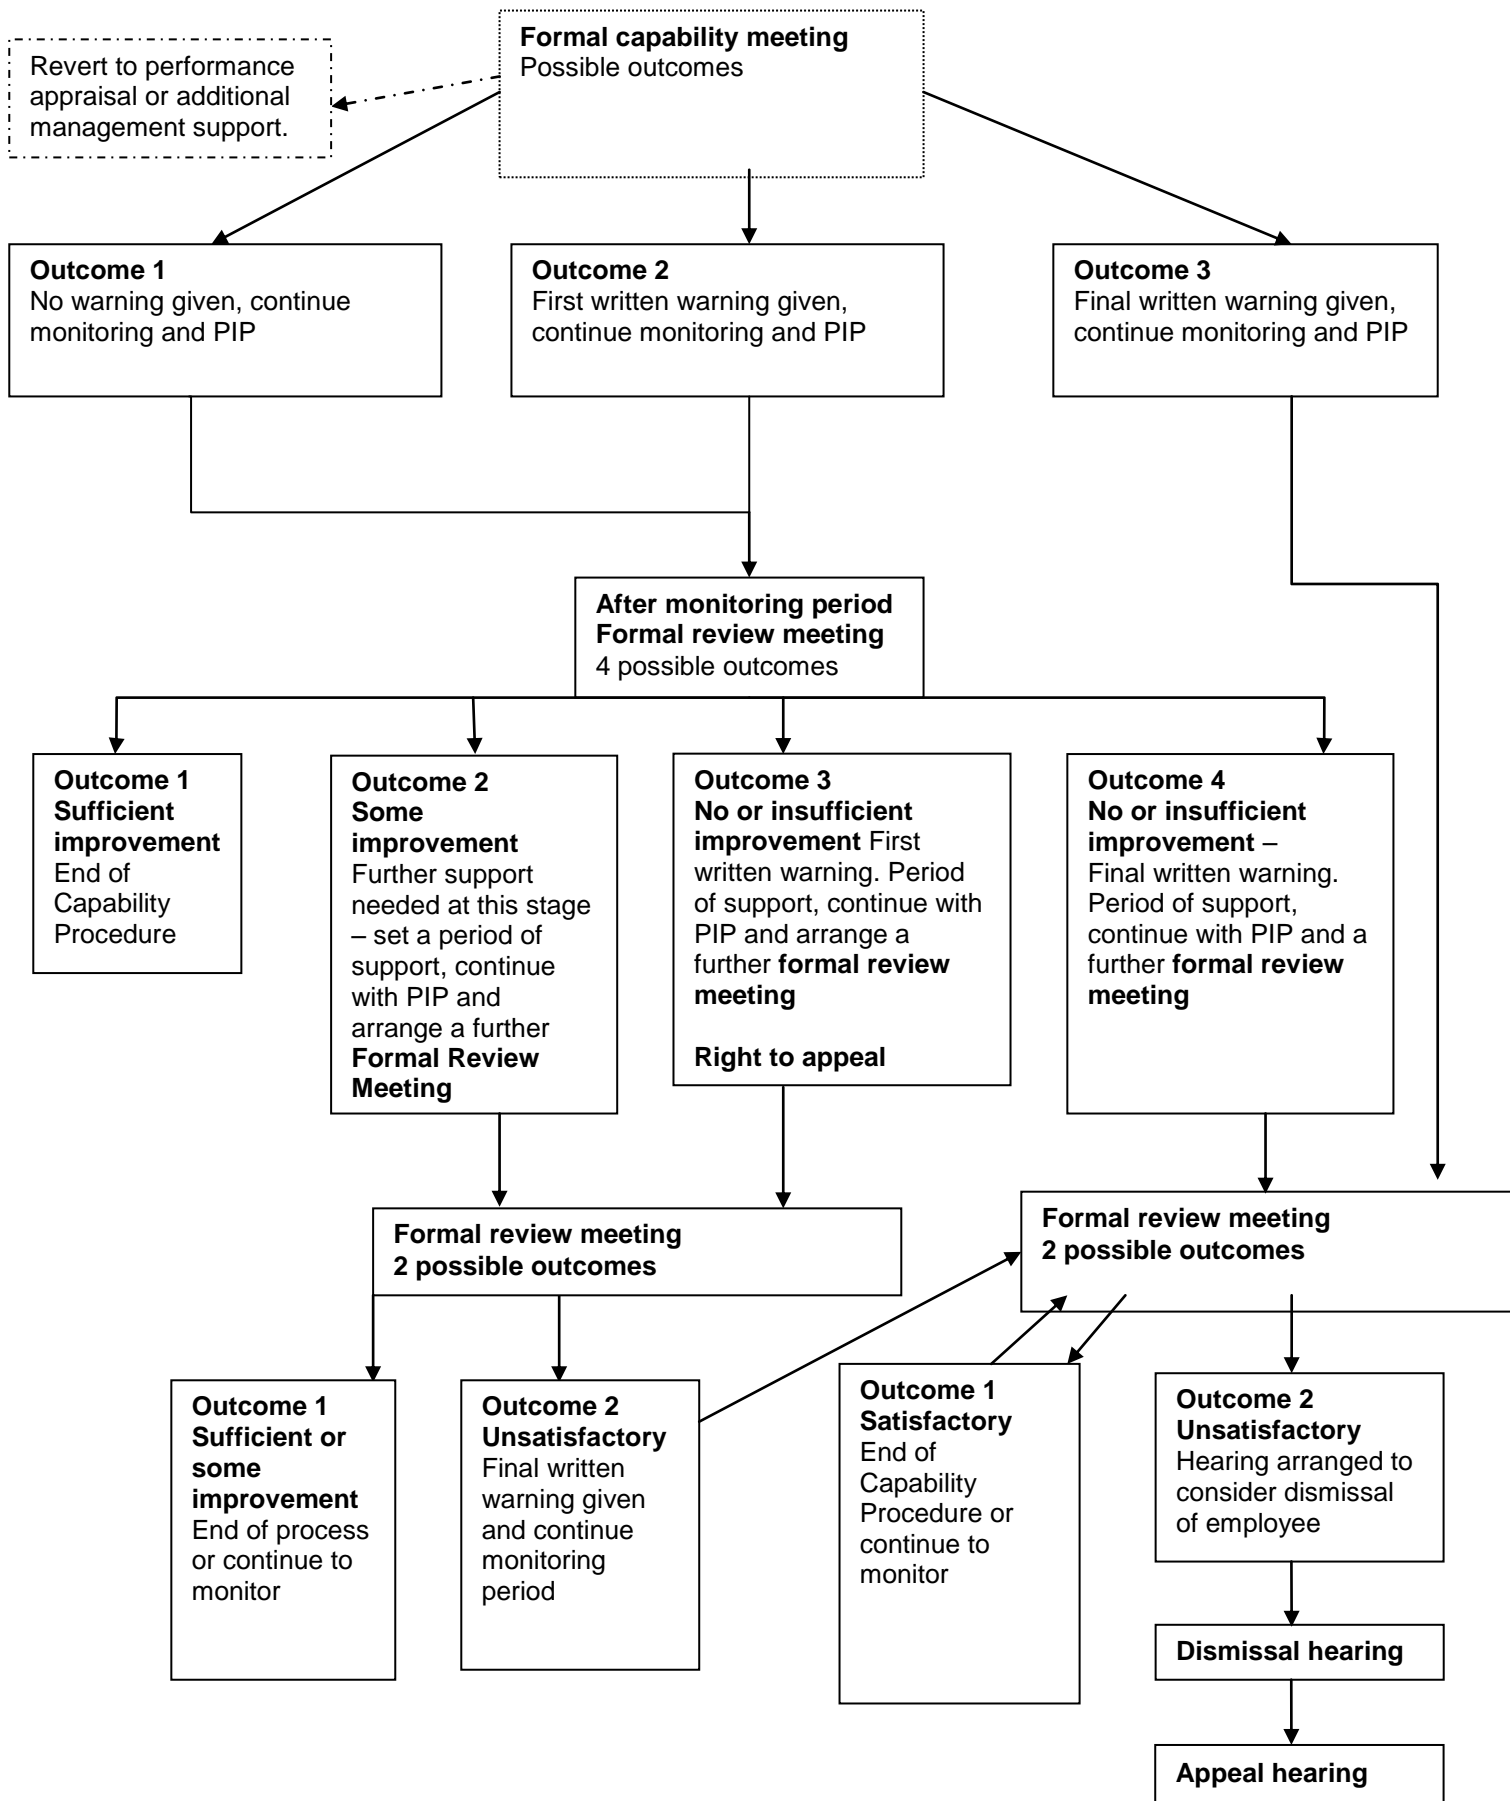 Formal capability meeting
Possible outcomes
Revert to performance
appraisal or additional
management support.
Outcome 1
No warning given, continue
monitoring and PIP
Outcome 2
First written warning given,
continue monitoring and PIP
Outcome 3
Final written warning given,
continue monitoring and PIP
After monitoring period
Formal review meeting
4 possible outcomes
Outcome 1
Sufficient
improvement
End of
Capability
Procedure
Outcome 2
Some
improvement
Further support
needed at this stage
– set a period of
support, continue
with PIP and
arrange a further
Formal Review
Meeting
Outcome 3
No or insufficient
improvement First
written warning. Period
of support, continue with
PIP and arrange a
further formal review
meeting
Right to appeal
Outcome 4
No or insufficient
improvement –
Final written warning.
Period of support,
continue with PIP and a
further formal review
meeting
Formal review meeting
2 possible outcomes
Formal review meeting
2 possible outcomes
Outcome 1
Sufficient or
some
improvement
End of process
or continue to
monitor
Outcome 2
Unsatisfactory
Final written
warning given
and continue
monitoring
period
Outcome 1
Satisfactory
End of
Capability
Procedure or
continue to
monitor
Outcome 2
Unsatisfactory
Hearing arranged to
consider dismissal
of employee
Dismissal hearing
Appeal hearing